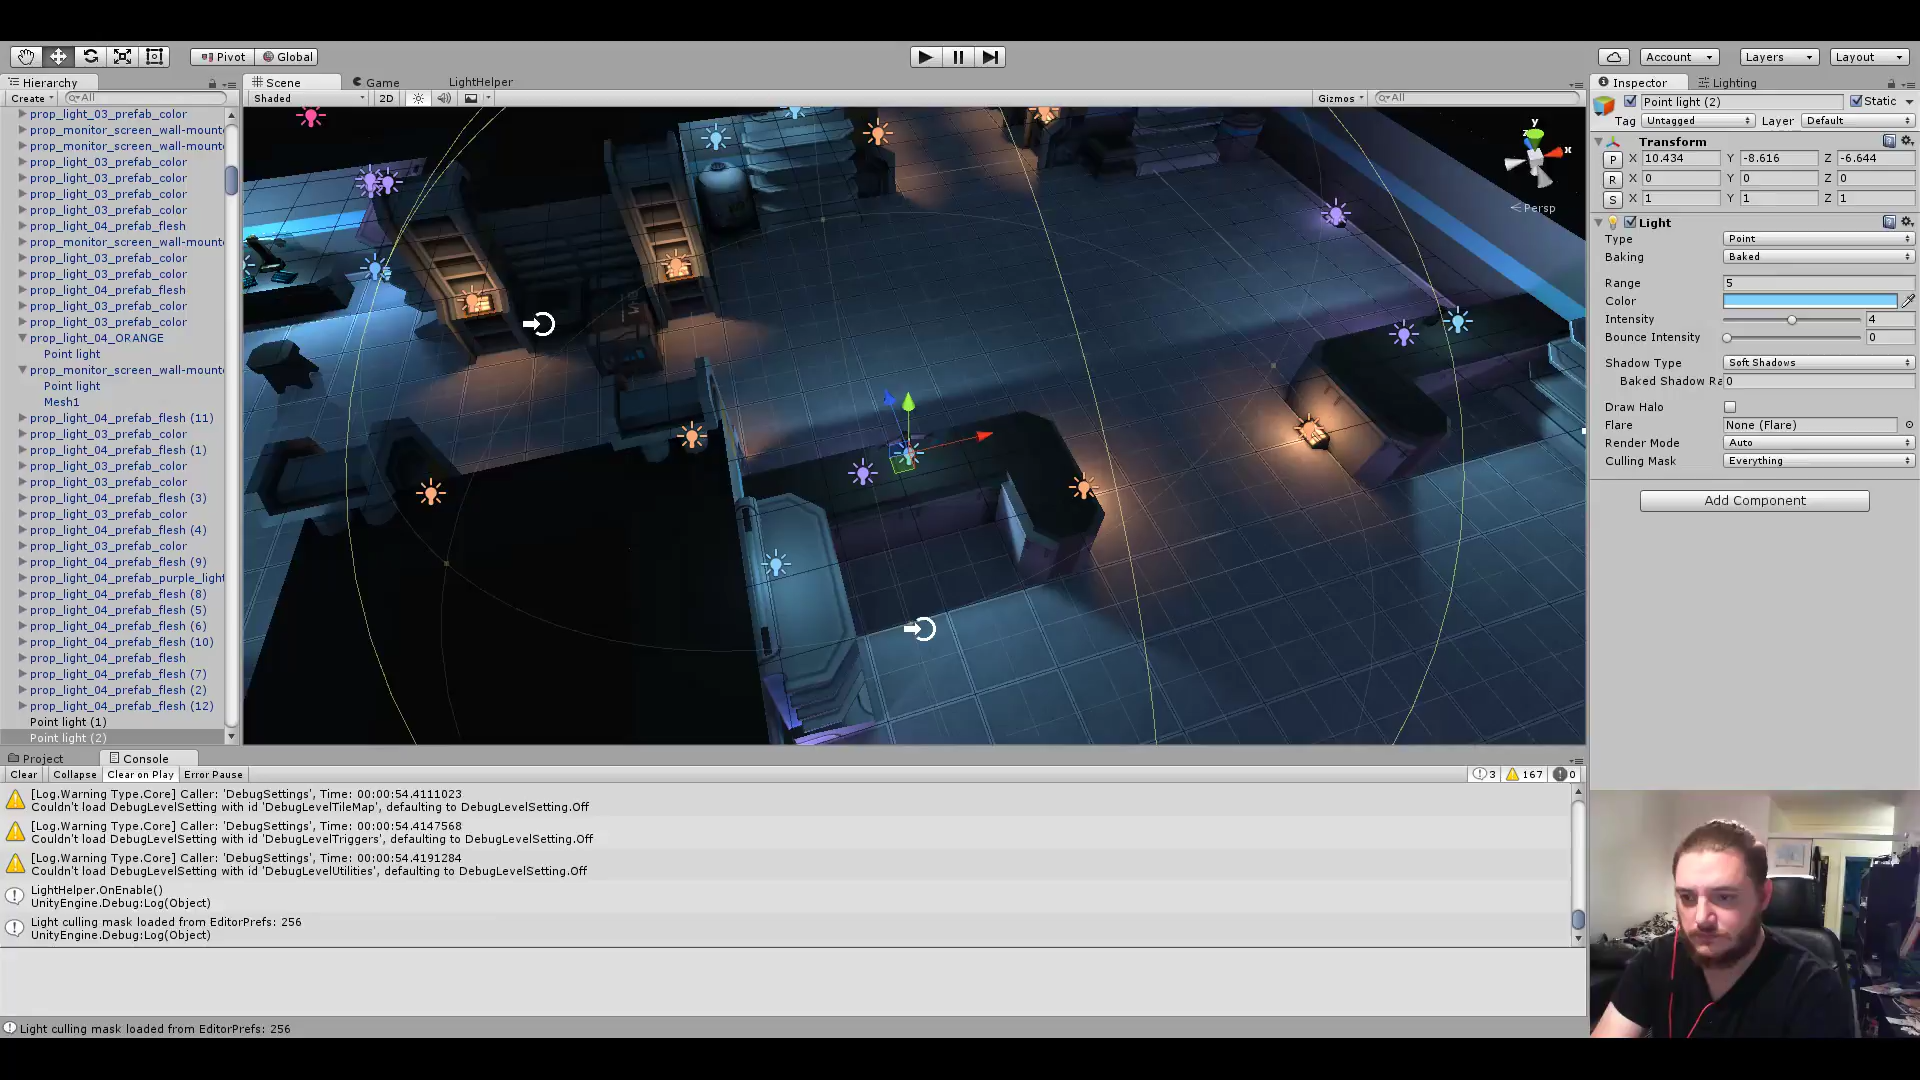 Pivot
Global
Account
Layers
Layout
Hierarchy
Scene
Game
LightHelper
Inspector
Lighting
Create
All
Shaded
2D
Gizmos
All
prop_light_03_prefab_color
prop_monitor_screen_wall-mount
prop_monitor_screen_wall-mount
prop_light_03_prefab_color
prop_light_03_prefab_color
prop_light_03_prefab_color
prop_light_03_prefab_color
prop_light_04_prefab_flesh
prop_monitor_screen_wall-mount
prop_light_03_prefab_color
prop_light_03_prefab_color
prop_light_04_prefab_flesh
prop_light_03_prefab_color
prop_light_03_prefab_color
prop_light_04_ORANGE
Point light
prop_monitor_screen_wall-mount
Point light
Mesh1
prop_light_04_prefab_flesh (11)
prop_light_03_prefab_color
prop_light_04_prefab_flesh (1)
prop_light_03_prefab_color
prop_light_03_prefab_color
prop_light_04_prefab_flesh (3)
prop_light_03_prefab_color
prop_light_04_prefab_flesh (4)
prop_light_03_prefab_color
prop_light_04_prefab_flesh (9)
prop_light_04_prefab_purple_light
prop_light_04_prefab_flesh (8)
prop_light_04_prefab_flesh (5)
prop_light_04_prefab_flesh (6)
prop_light_04_prefab_flesh (10)
prop_light_04_prefab_flesh
prop_light_04_prefab_flesh (7)
prop_light_04_prefab_flesh (2)
prop_light_04_prefab_flesh (12)
Point light (1)
Point light (2)
y
x
z
Persp
Point light (2)
Static
Tag Untagged Layer Default
Transform
P X 10.434 Y -8.616 Z -6.644
R X 0 Y 0 Z 0
S X 1 Y 1 Z 1
Light
Type Point
Baking Baked
Range 5
Color
Intensity 4
Bounce Intensity 0
Shadow Type Soft Shadows
Baked Shadow Ra 0
Draw Halo
Flare None (Flare)
Render Mode Auto
Culling Mask Everything
Add Component
Project
Console
Clear
Collapse
Clear on Play
Error Pause
3
167
0
[Log.Warning Type.Core] Caller: 'DebugSettings', Time: 00:00:54.4111023
Couldn't load DebugLevelSetting with id 'DebugLevelTileMap', defaulting to DebugLevelSetting.Off
[Log.Warning Type.Core] Caller: 'DebugSettings', Time: 00:00:54.4147568
Couldn't load DebugLevelSetting with id 'DebugLevelTriggers', defaulting to DebugLevelSetting.Off
[Log.Warning Type.Core] Caller: 'DebugSettings', Time: 00:00:54.4191284
Couldn't load DebugLevelSetting with id 'DebugLevelUtilities', defaulting to DebugLevelSetting.Off
LightHelper.OnEnable()
UnityEngine.Debug:Log(Object)
Light culling mask loaded from EditorPrefs: 256
UnityEngine.Debug:Log(Object)
Light culling mask loaded from EditorPrefs: 256